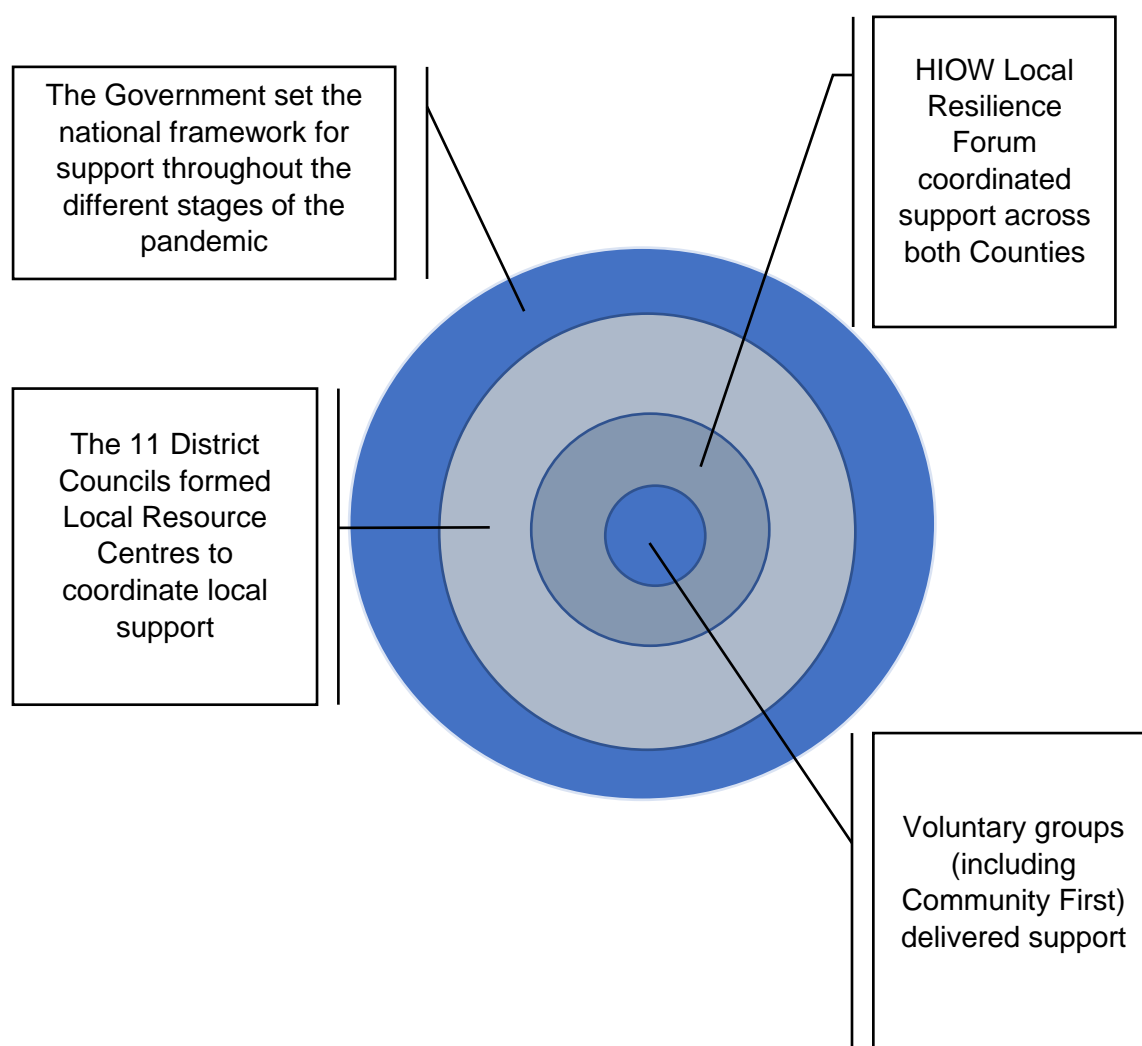 The Government set the
national framework for
support throughout the
different stages of the
pandemic
HIOW Local
Resilience
Forum
coordinated
support across
both Counties
The 11 District
Councils formed
Local Resource
Centres to
coordinate local
support
Voluntary groups
(including
Community First)
delivered support